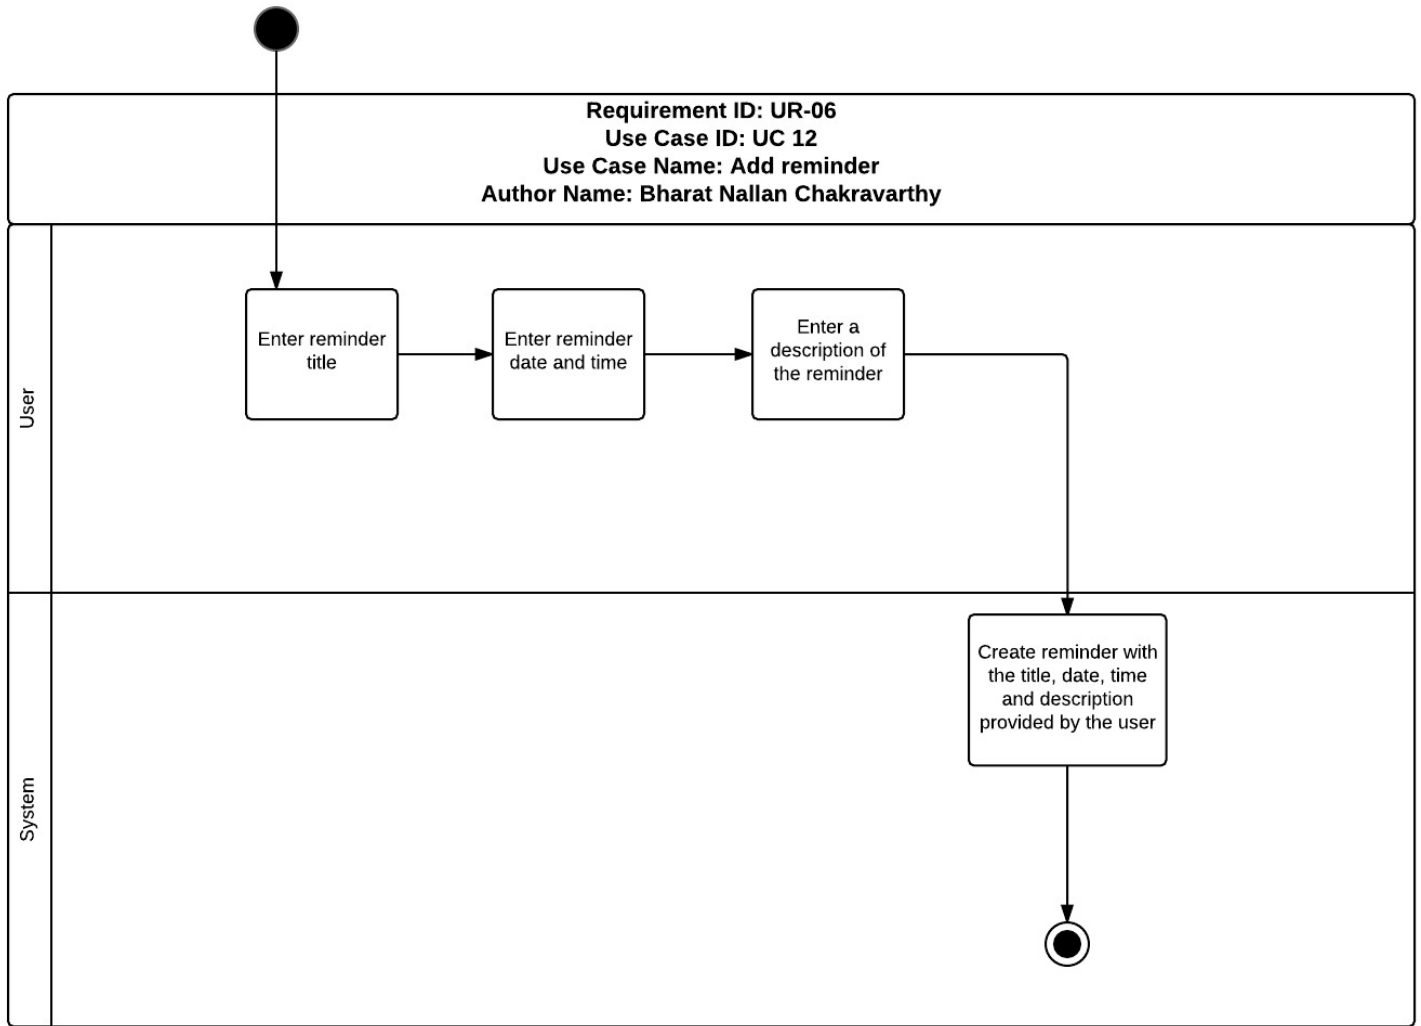 Requirement ID: UR-06
Use Case ID: UC 12
Use Case Name: Add reminder
Author Name: Bharat Nallan Chakravarthy
User
Enter reminder
title
Enter reminder
date and time
Enter a
description of
the reminder
System
Create reminder with
the title, date, time
and description
provided by the user